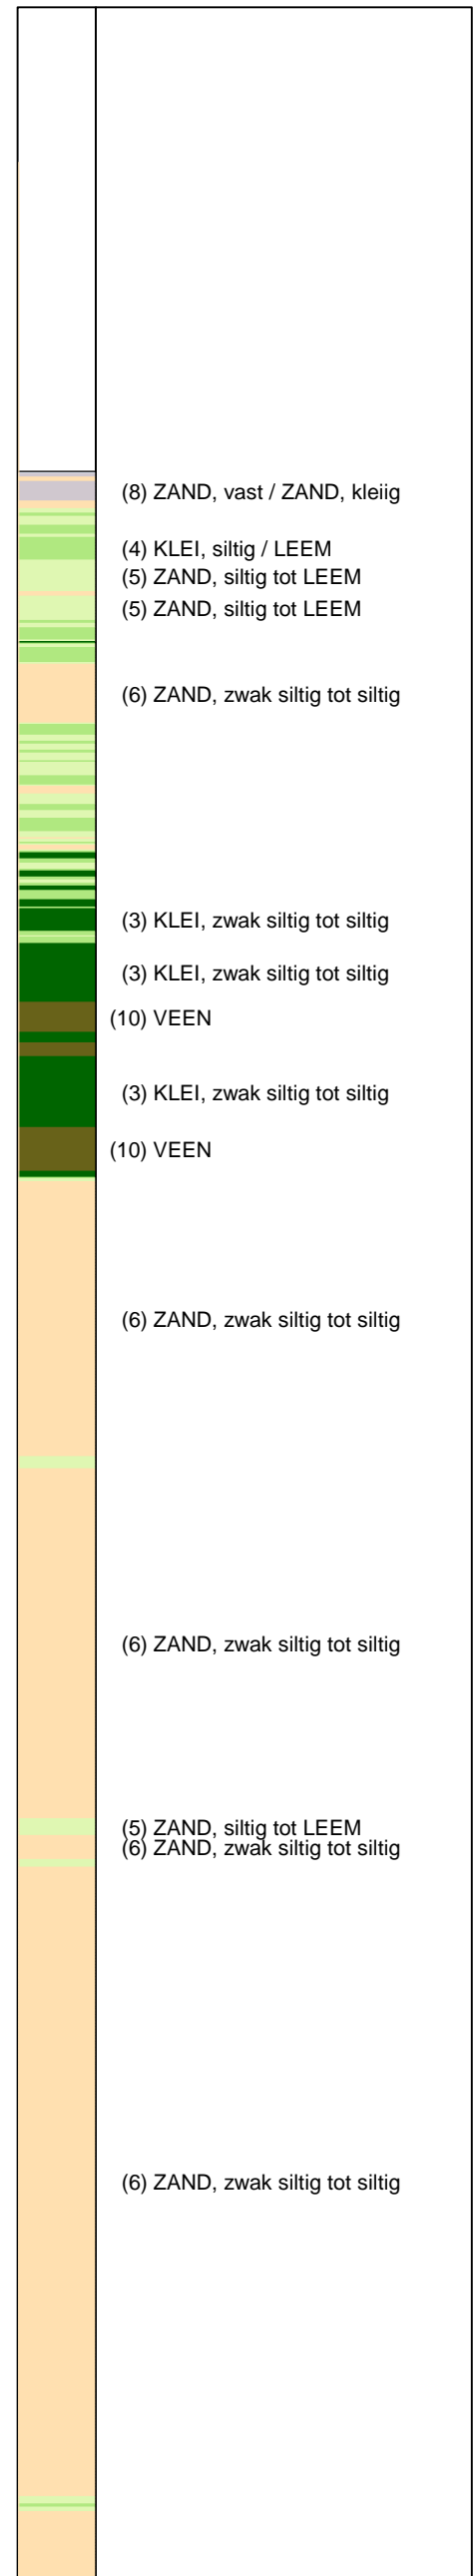 (8) ZAND, vast / ZAND, kleiig
(4) KLEI, siltig / LEEM
(5) ZAND, siltig tot LEEM
(5) ZAND, siltig tot LEEM
(6) ZAND, zwak siltig tot siltig
(3) KLEI, zwak siltig tot siltig
(3) KLEI, zwak siltig tot siltig
(10) VEEN
(3) KLEI, zwak siltig tot siltig
(10) VEEN
(6) ZAND, zwak siltig tot siltig
(6) ZAND, zwak siltig tot siltig
(5) ZAND, siltig tot LEEM
(6) ZAND, zwak siltig tot siltig
(6) ZAND, zwak siltig tot siltig